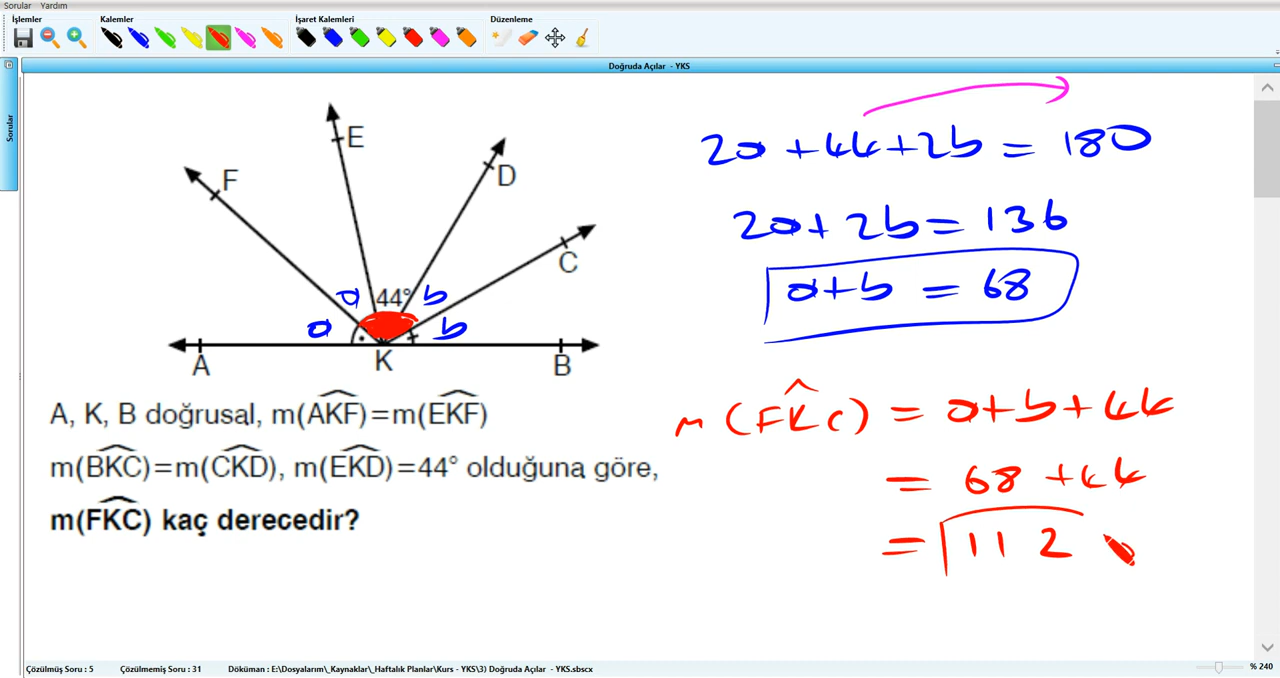 Sorular Yardım
İşlemler Kalemler İşaret Kalemleri Düzenleme
Doğruda Açılar - YKS
Sorular
E
F
D
C
a 44° b
a b
A K B
2a + 44 + 2b = 180
2a + 2b = 136
a + b = 68
A, K, B doğrusal, m(AKF)=m(EKF)
m(BKC)=m(CKD), m(EKD)=44° olduğuna göre,
m(FKC) kaç derecedir?
m(FKC) = a+b+44
= 68 +44
= 112
Çözülmüş Soru : 5 Çözülmemiş Soru : 31 Döküman : E:\Dosyalarım\_Kaynaklar\_Haftalık Planlar\Kurs - YKS\3) Doğruda Açılar - YKS.sbscx % 240